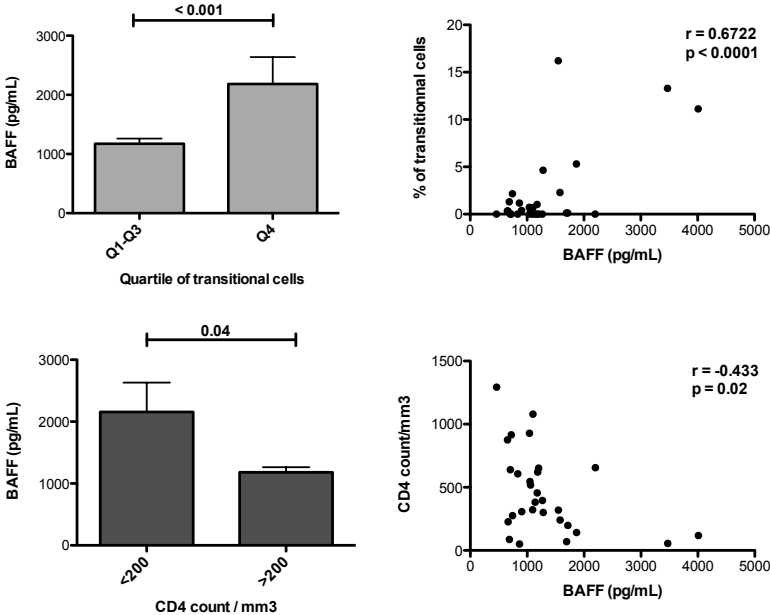 < 0.001
3000
2000
1000
0
BAFF (pg/mL)
Q1-Q3
Q4
Quartile of transitional cells
r = 0.6722
p < 0.0001
20
15
10
5
0
% of transitionnal cells
0
1000
2000
3000
4000
5000
BAFF (pg/mL)
0.04
3000
2000
1000
0
BAFF (pg/mL)
<200
>200
CD4 count / mm3
r = -0.433
p = 0.02
1500
1000
500
0
CD4 count/mm3
0
1000
2000
3000
4000
5000
BAFF (pg/mL)